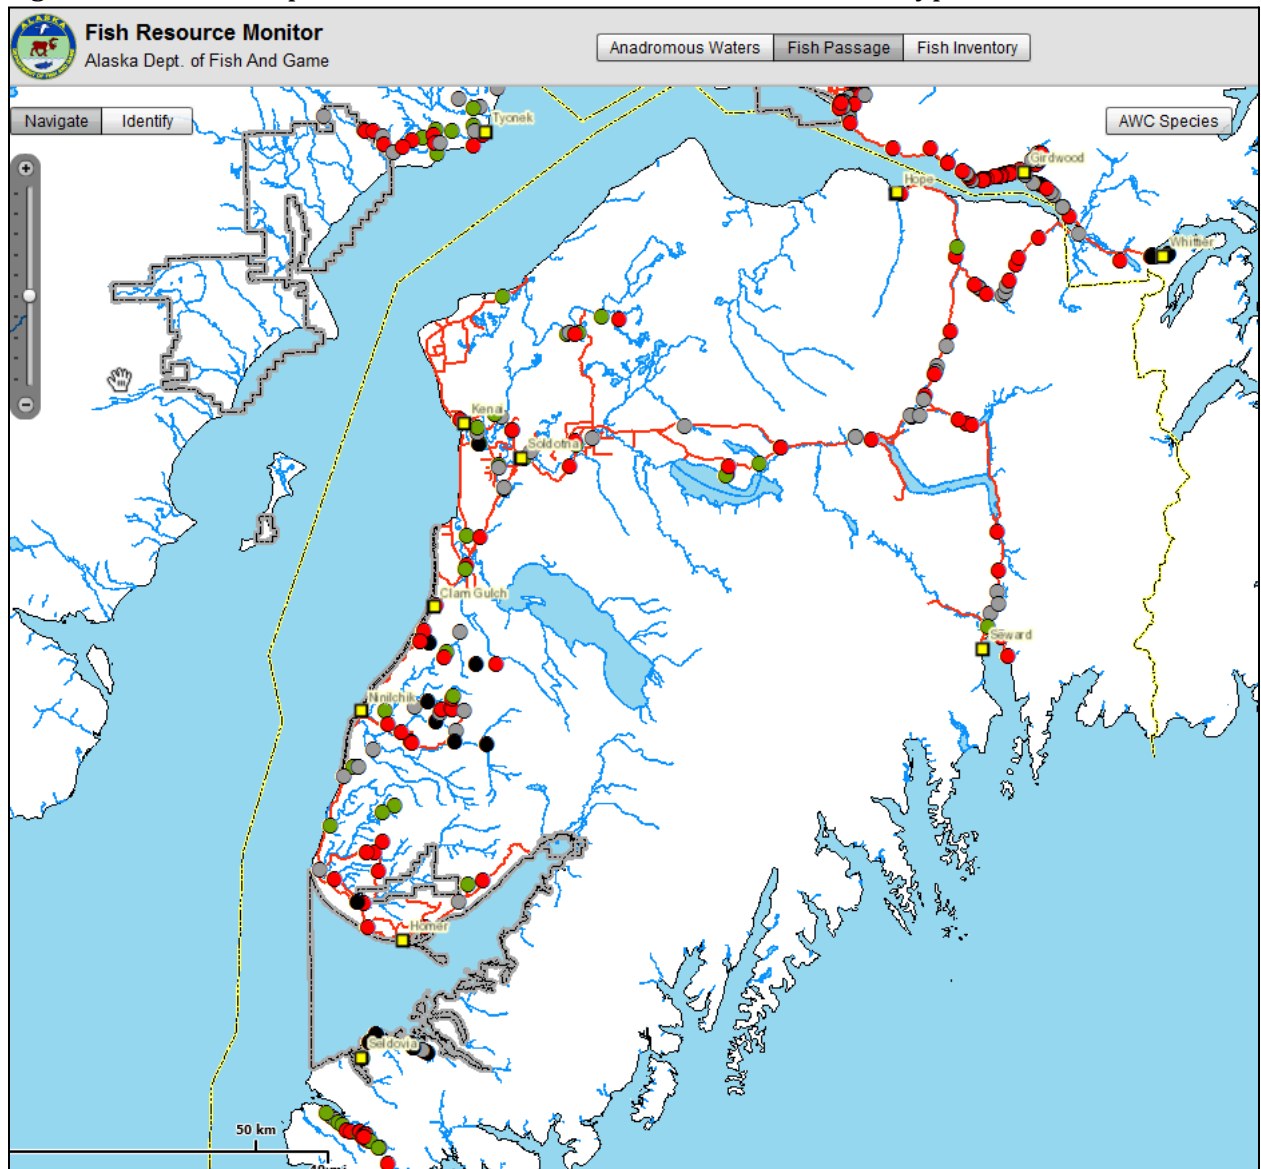 Fish Resource Monitor
Alaska Dept. of Fish And Game
Anadromous Waters
Fish Passage
Fish Inventory
Navigate
Identify
AWC Species
Tyonek
Girdwood
Hope
Whittier
Kenai
Soldotna
Clam Gulch
Seward
Ninilchik
Homer
Seldovia
50 km